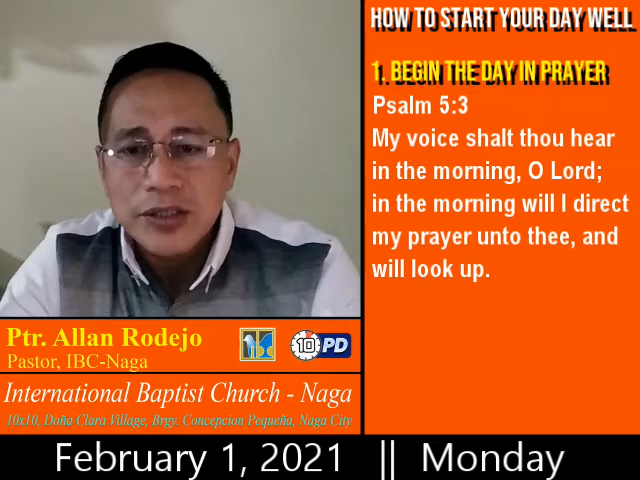 HOW TO START YOUR DAY WELL
1. BEGIN THE DAY IN PRAYER
Psalm 5:3
My voice shalt thou hear
in the morning, O Lord;
in the morning will I direct
my prayer unto thee, and
will look up.
Ptr. Allan Rodejo
Pastor, IBC-Naga
10 PD
International Baptist Church - Naga
10x10, Doña Clara Village, Brgy. Concepcion Pequeña, Naga City
February 1, 2021 || Monday